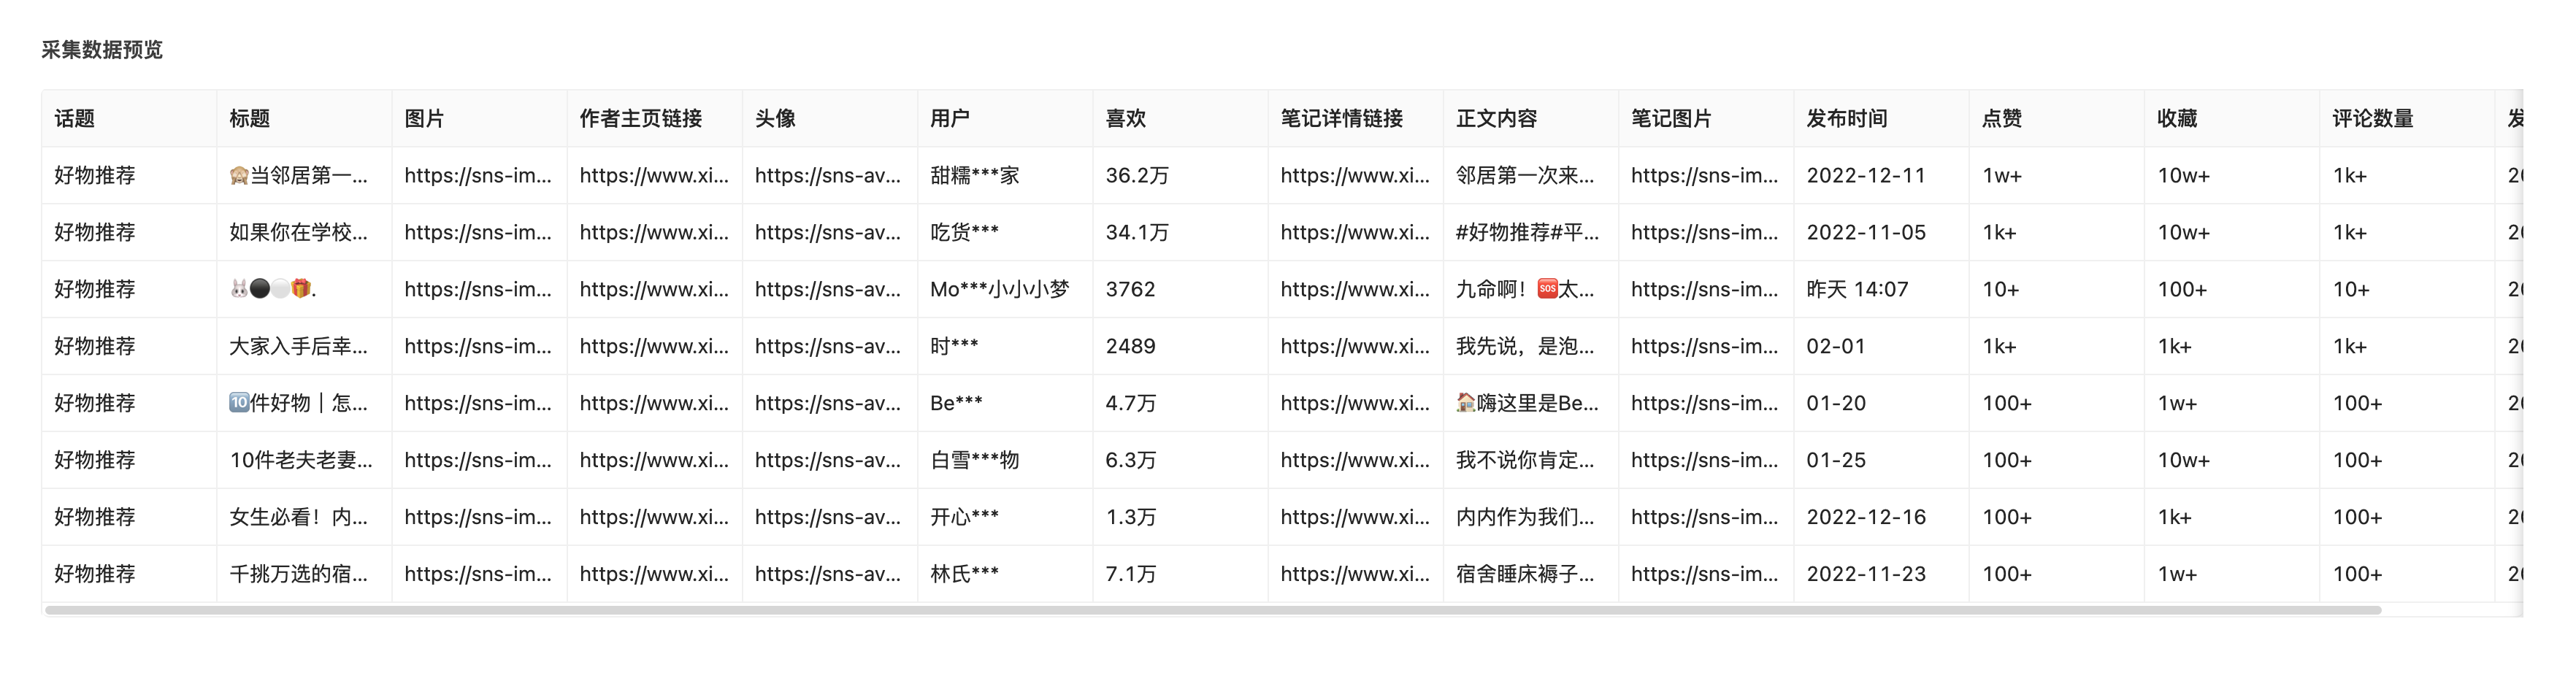 采集数据预览
话题 标题 图片 作者主页链接 头像 用户 喜欢 笔记详情链接 正文内容 笔记图片 发布时间 点赞 收藏 评论数量
好物推荐 🙈当邻居第一... https://sns-im... https://www.xi... https://sns-av... 甜糯***家 36.2万 https://www.xi... 邻居第一次来... https://sns-im... 2022-12-11 1w+ 10w+ 1k+
好物推荐 如果你在学校... https://sns-im... https://www.xi... https://sns-av... 吃货*** 34.1万 https://www.xi... #好物推荐#平... https://sns-im... 2022-11-05 1k+ 10w+ 1k+
好物推荐 🐰⚫⚪🎁. https://sns-im... https://www.xi... https://sns-av... Mo***小小小梦 3762 https://www.xi... 九命啊！🆘太... https://sns-im... 昨天 14:07 10+ 100+ 10+
好物推荐 大家入手后幸... https://sns-im... https://www.xi... https://sns-av... 时*** 2489 https://www.xi... 我先说，是泡... https://sns-im... 02-01 1k+ 1k+ 1k+
好物推荐 🔟件好物｜怎... https://sns-im... https://www.xi... https://sns-av... Be*** 4.7万 https://www.xi... 🏠嗨这里是Be... https://sns-im... 01-20 100+ 1w+ 100+
好物推荐 10件老夫老妻... https://sns-im... https://www.xi... https://sns-av... 白雪***物 6.3万 https://www.xi... 我不说你肯定... https://sns-im... 01-25 100+ 10w+ 100+
好物推荐 女生必看！内... https://sns-im... https://www.xi... https://sns-av... 开心*** 1.3万 https://www.xi... 内内作为我们... https://sns-im... 2022-12-16 100+ 1k+ 100+
好物推荐 千挑万选的宿... https://sns-im... https://www.xi... https://sns-av... 林氏*** 7.1万 https://www.xi... 宿舍睡床褥子... https://sns-im... 2022-11-23 100+ 1w+ 100+